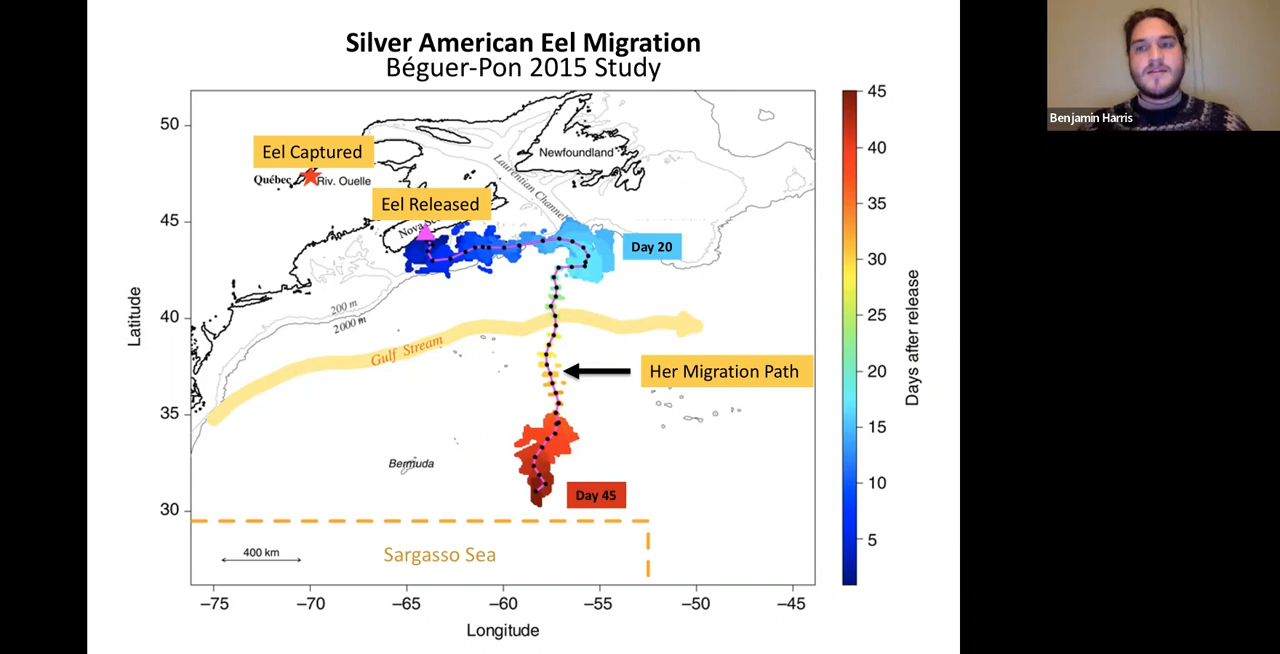 Silver American Eel Migration
Béguer-Pon 2015 Study
Benjamin Harris
50
45
40
35
30
Latitude
Eel Captured
Québec
Riv. Ouelle
Eel Released
Nova
Newfoundland
Laurentian Channel
Day 20
200 m
2000 m
Gulf Stream
Her Migration Path
Bermuda
Day 45
Sargasso Sea
400 km
−75
−70
−65
−60
−55
−50
−45
Longitude
45
40
35
30
25
20
15
10
5
Days after release